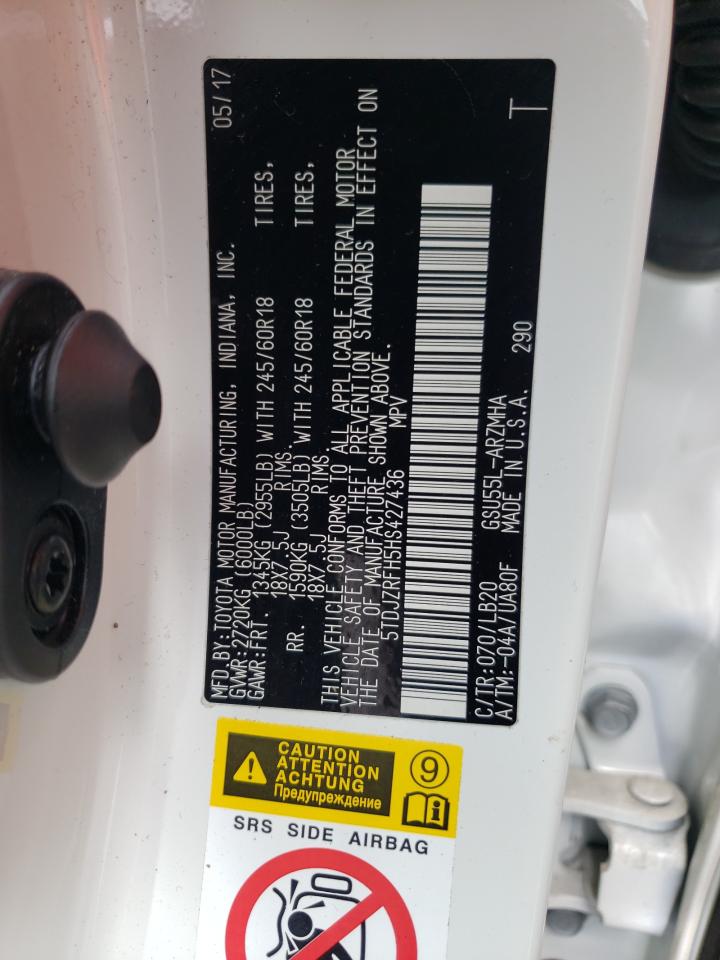 MFD.BY:TOYOTA MOTOR MANUFACTURING, INDIANA, INC. 05/17
GVWR:2720KG (6000LB)
GAWR:FRT. 1345KG (2955LB) WITH 245/60R18 TIRES,
18X7.5J RIMS.
RR. 1590KG (3505LB) WITH 245/60R18 TIRES,
18X7.5J RIMS.
THIS VEHICLE CONFORMS TO ALL APPLICABLE FEDERAL MOTOR
VEHICLE SAFETY AND THEFT PREVENTION STANDARDS IN EFFECT ON
THE DATE OF MANUFACTURE SHOWN ABOVE.
5TDJZRFH5HS427436 MPV
C/TR:070/LB20 GSU55L-ARZMHA
A/TM:-04A/UA80F MADE IN U.S.A. 290 T
CAUTION
ATTENTION
ACHTUNG
Предупреждение
9
i
SRS SIDE AIRBAG